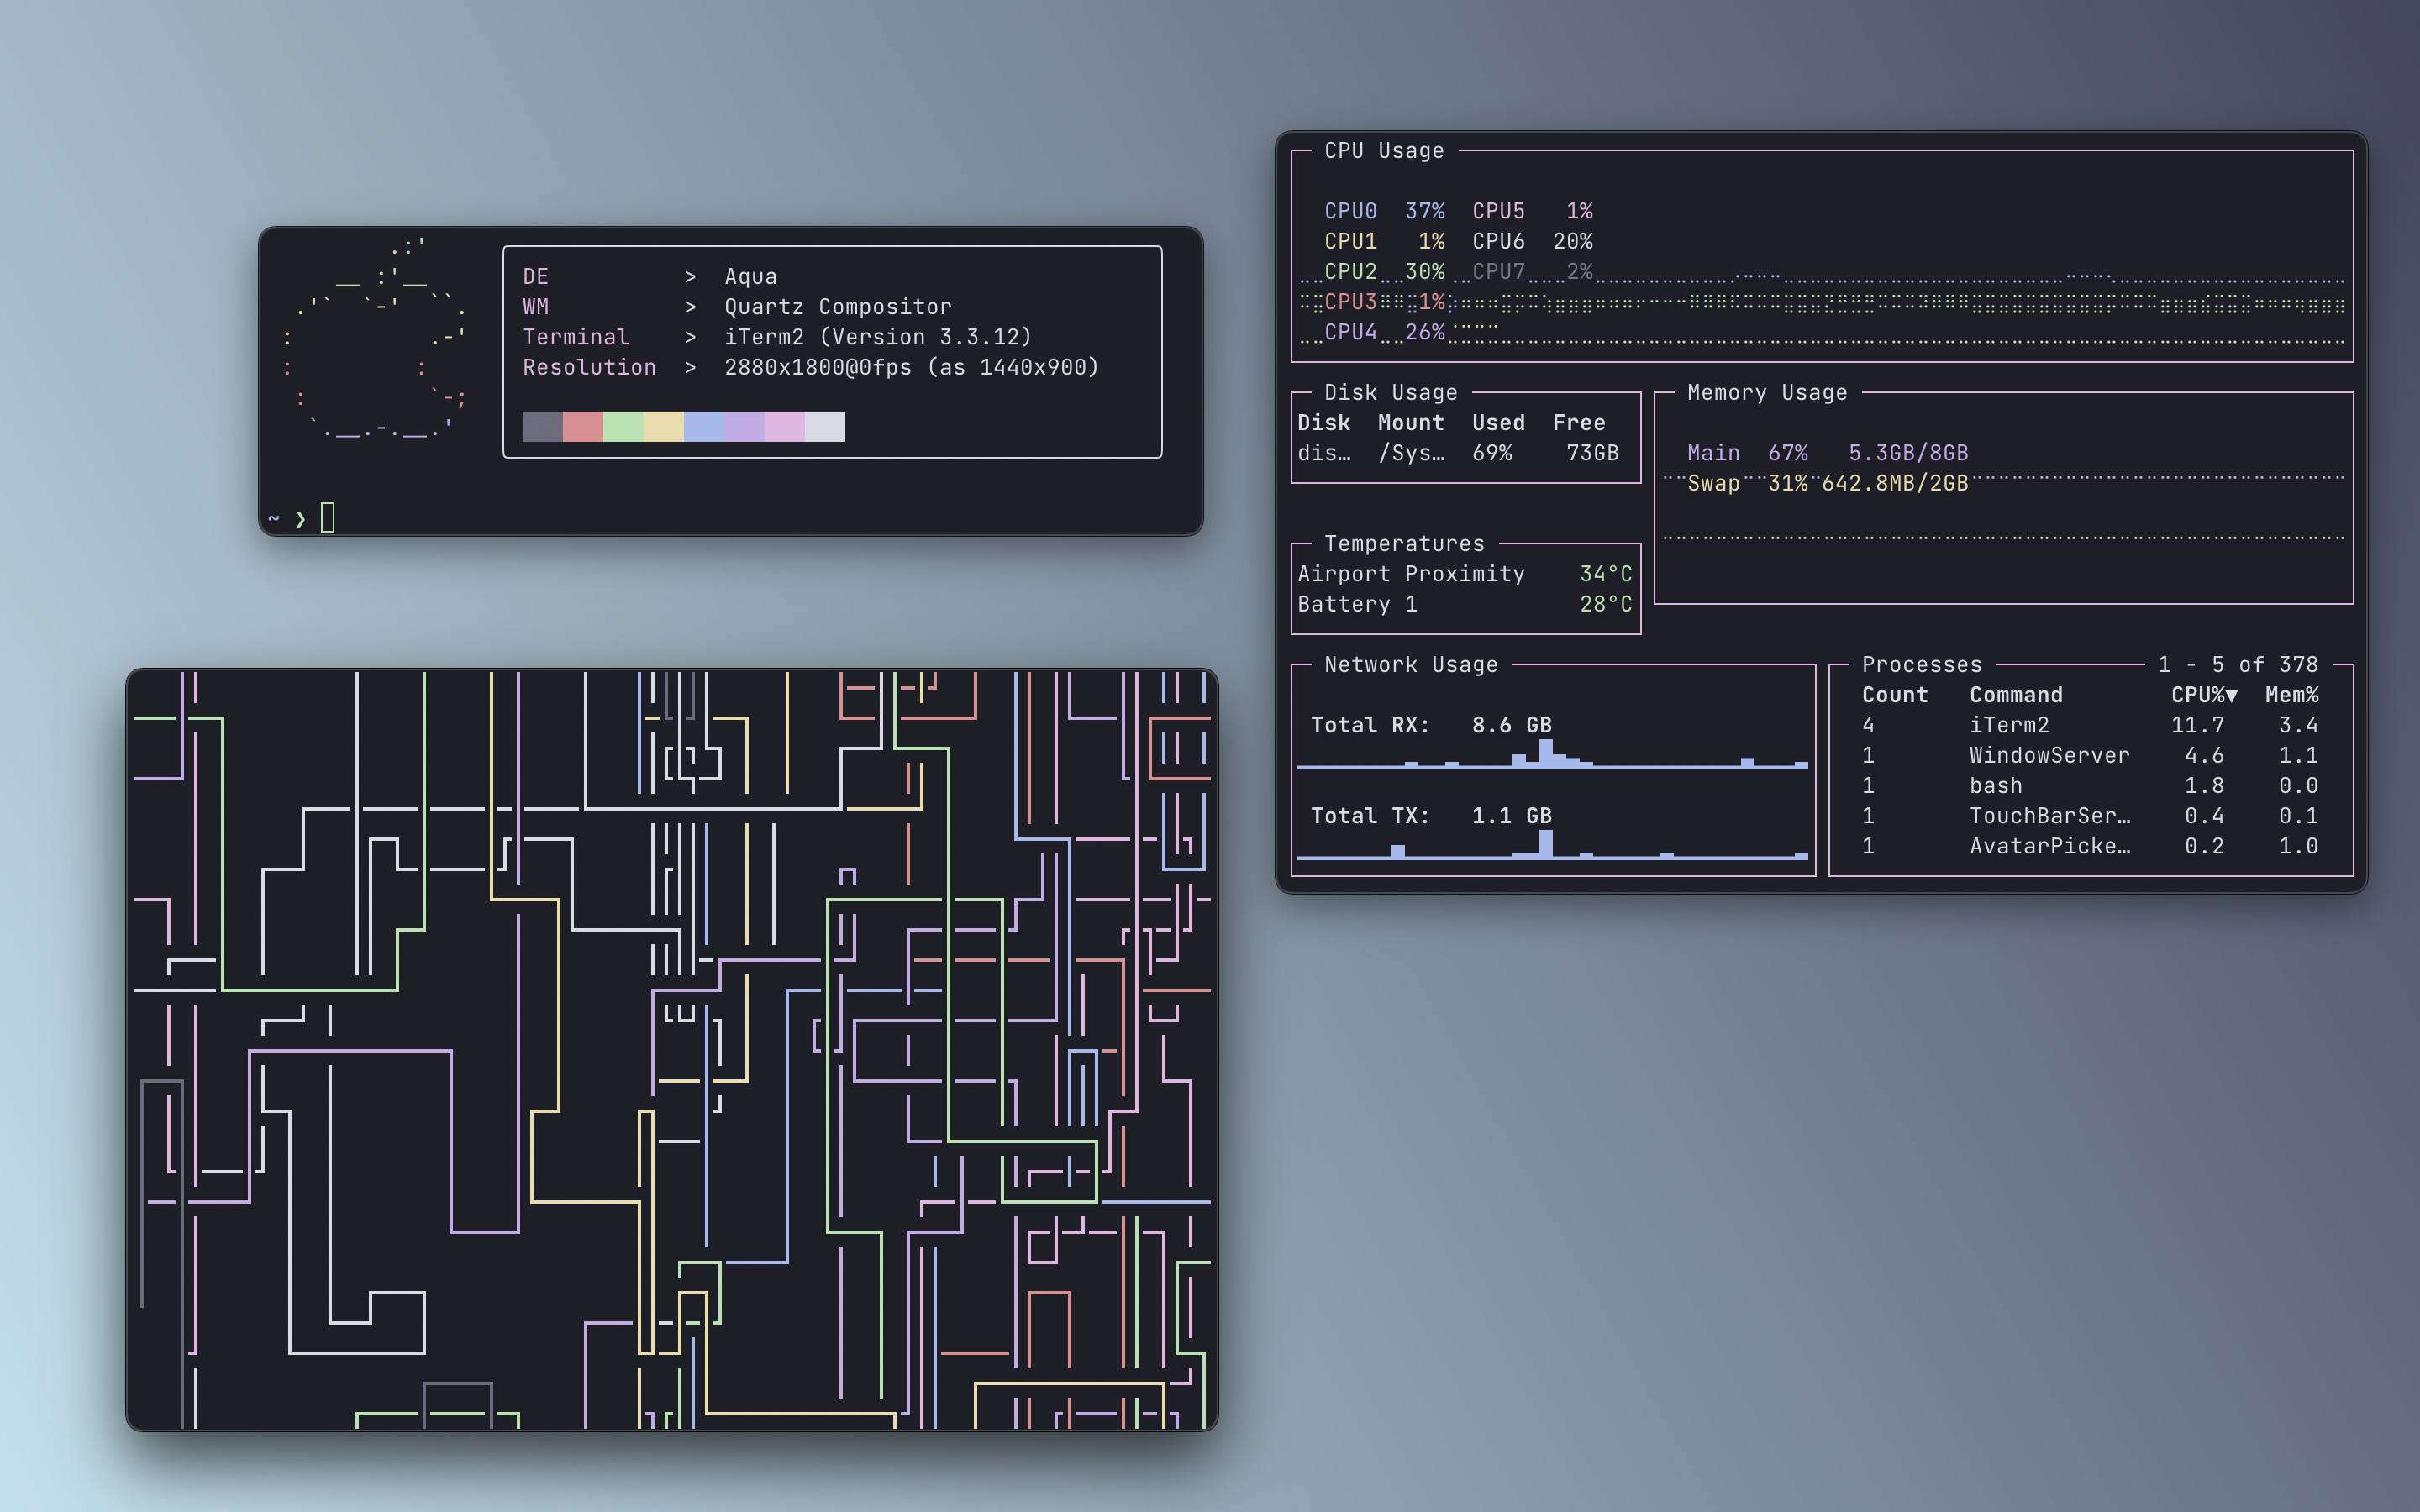 DE > Aqua
WM > Quartz Compositor
Terminal > iTerm2 (Version 3.3.12)
Resolution > 2880x1800@0fps (as 1440x900)
~ ❯
CPU Usage
CPU0 37% CPU5 1%
CPU1 1% CPU6 20%
CPU2 30% CPU7 2%
CPU3 1%
CPU4 26%
Disk Usage
Disk Mount Used Free
dis… /Sys… 69% 73GB
Memory Usage
Main 67% 5.3GB/8GB
Swap 31% 642.8MB/2GB
Temperatures
Airport Proximity 34°C
Battery 1 28°C
Network Usage
Total RX: 8.6 GB
Total TX: 1.1 GB
Processes 1 - 5 of 378
Count Command CPU%▼ Mem%
4 iTerm2 11.7 3.4
1 WindowServer 4.6 1.1
1 bash 1.8 0.0
1 TouchBarSer… 0.4 0.1
1 AvatarPicke… 0.2 1.0